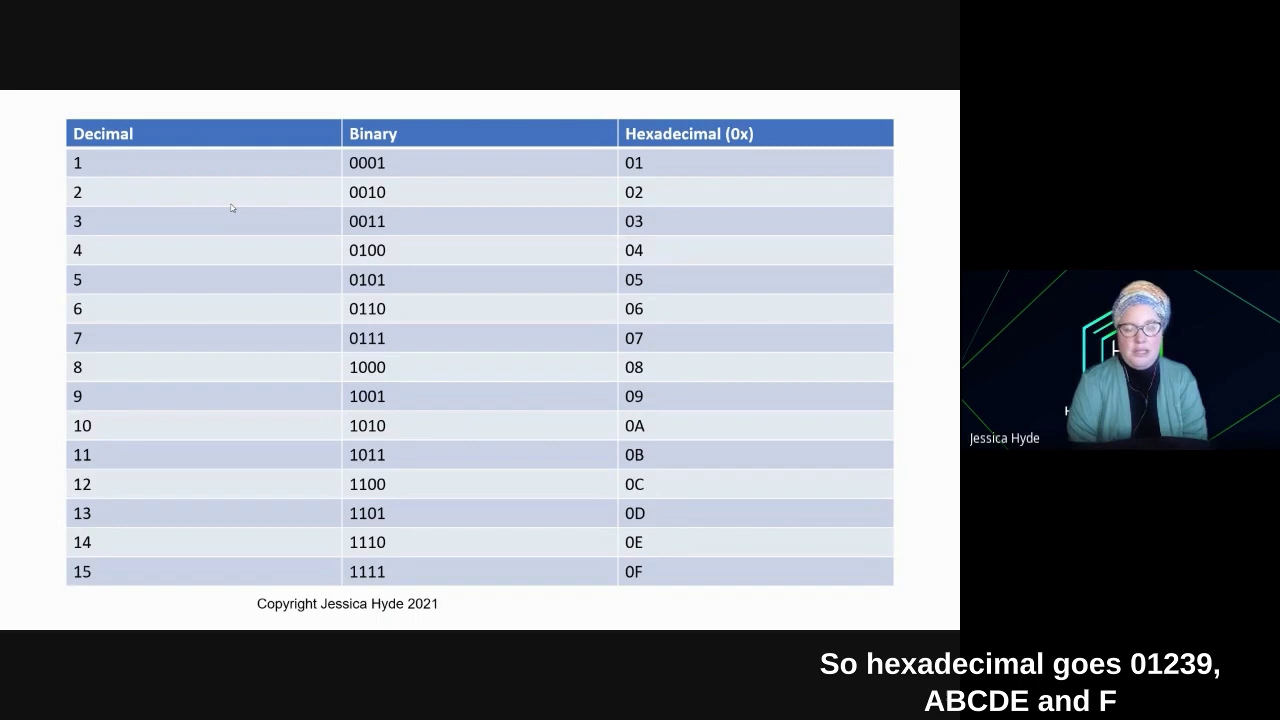 Decimal Binary Hexadecimal (0x)
1 0001 01
2 0010 02
3 0011 03
4 0100 04
5 0101 05
6 0110 06
7 0111 07
8 1000 08
9 1001 09
10 1010 0A
11 1011 0B
12 1100 0C
13 1101 0D
14 1110 0E
15 1111 0F
Copyright Jessica Hyde 2021
Jessica Hyde
So hexadecimal goes 01239,
ABCDE and F